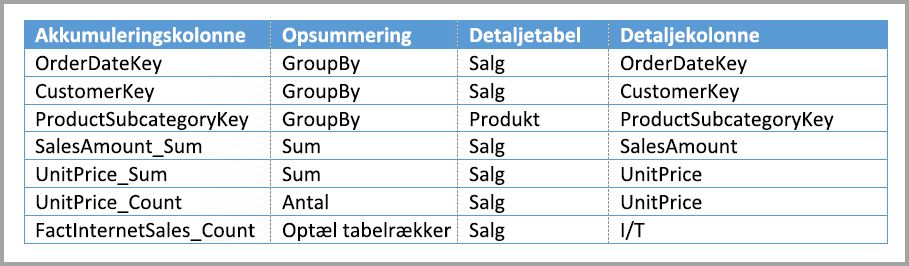 Akkumuleringskolonne Opsummering Detaljetabel Detaljekolonne
OrderDateKey GroupBy Salg OrderDateKey
CustomerKey GroupBy Salg CustomerKey
ProductSubcategoryKey GroupBy Produkt ProductSubcategoryKey
SalesAmount_Sum Sum Salg SalesAmount
UnitPrice_Sum Sum Salg UnitPrice
UnitPrice_Count Antal Salg UnitPrice
FactInternetSales_Count Optæl tabelrækker Salg I/T